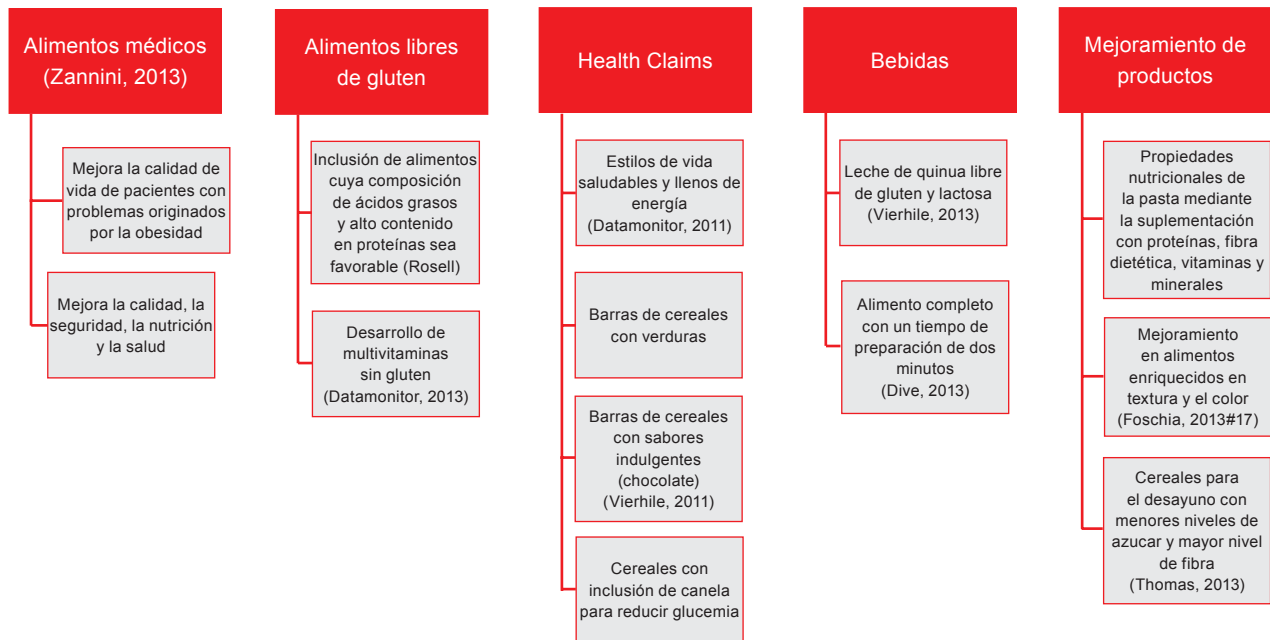 Alimentos médicos
(Zannini, 2013)
Mejora la calidad de
vida de pacientes con
problemas originados
por la obesidad
Mejora la calidad, la
seguridad, la nutrición
y la salud
Alimentos libres
de gluten
Inclusión de alimentos
cuya composición
de ácidos grasos
y alto contenido
en proteínas sea
favorable (Rosell)
Desarrollo de
multivitaminas
sin gluten
(Datamonitor, 2013)
Health Claims
Estilos de vida
saludables y llenos de
energía
(Datamonitor, 2011)
Barras de cereales
con verduras
Barras de cereales
con sabores
indulgentes
(chocolate)
(Vierhile, 2011)
Cereales con
inclusión de canela
para reducir glucemia
Bebidas
Leche de quinua libre
de gluten y lactosa
(Vierhile, 2013)
Alimento completo
con un tiempo de
preparación de dos
minutos
(Dive, 2013)
Mejoramiento de
productos
Propiedades
nutricionales de
la pasta mediante
la suplementación
con proteínas, fibra
dietética, vitaminas y
minerales
Mejoramiento
en alimentos
enriquecidos en
textura y el color
(Foschia, 2013#17)
Cereales para
el desayuno con
menores niveles de
azucar y mayor nivel
de fibra
(Thomas, 2013)